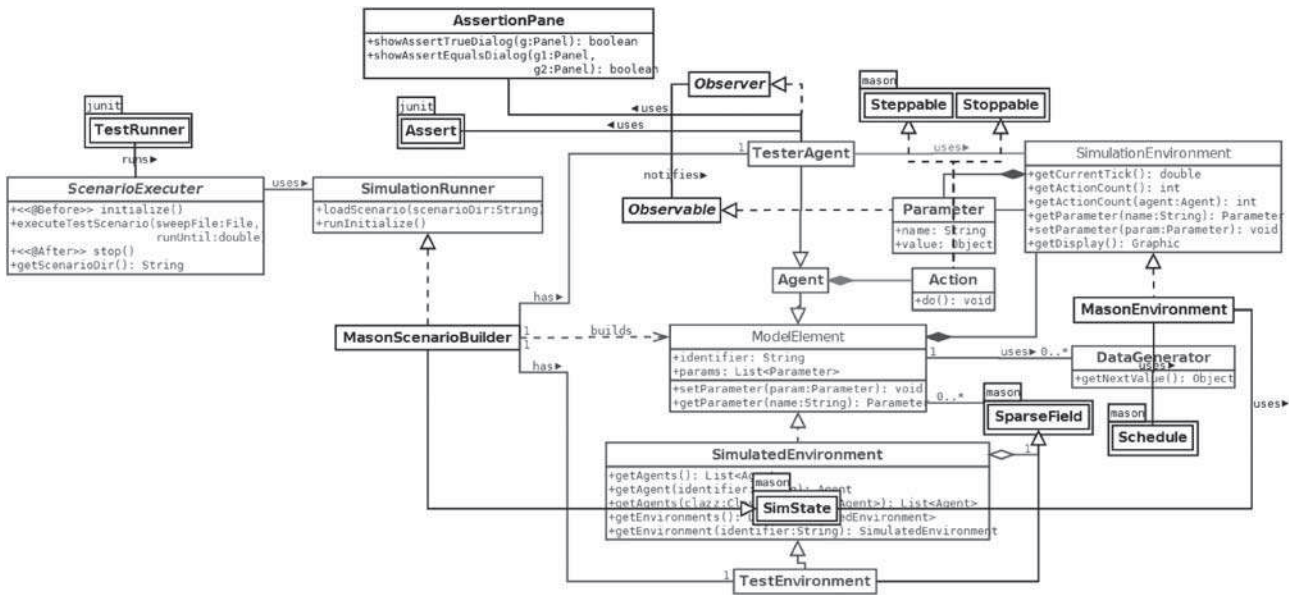 AssertionPane
+showAssertTrueDialog(g:Panel): boolean
+showAssertEqualsDialog(g1:Panel,
g2:Panel): boolean
Observer
mason
Steppable
Stoppable
junit
TestRunner
junit
Assert
◄uses
◄uses
runs►
1
TesterAgent
uses►
SimulationEnvironment
+getCurrentTick(): double
+getActionCount(): int
+getActionCount(agent:Agent): int
+getParameter(name:String): Parameter
+setParameter(param:Parameter): void
+getDisplay(): Graphic
ScenarioExecuter
+<<@Before>> initialize()
+executeTestScenario(sweepFile:File,
runUntil:double
+<<@After>> stop()
+getScenarioDir(): String
uses►
SimulationRunner
+loadScenario(scenarioDir:String)
+runInitialize()
notifies►
Observable
Parameter
+name: String
+value: Object
Agent
Action
+do(): void
has►
MasonScenarioBuilder
1
1
builds
has►
ModelElement
+identifier: String
+params: List<Parameter>
+setParameter(param:Parameter): void
+getParameter(name:String): Parameter
1
uses►
0..*
MasonEnvironment
DataGenerator
+getNextValue(): Object
uses►
uses►
0..*
mason
SparseField
mason
Schedule
1
SimulatedEnvironment
+getAgents(): List<Agent>
+getAgent(identifier: Agent
+getAgents(clazz: Agent>): List<Agent>
+getEnvironments(): edEnvironment>
+getEnvironment(identifier:String): SimulatedEnvironment
mason
SimState
1
TestEnvironment